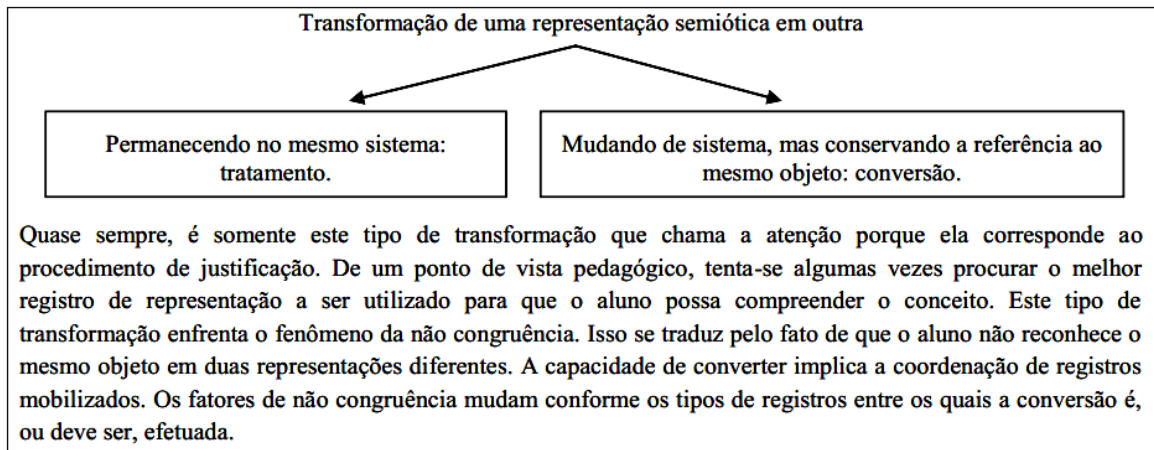 Transformação de uma representação semiótica em outra
Permanecendo no mesmo sistema:
tratamento.
Mudando de sistema, mas conservando a referência ao
mesmo objeto: conversão.
Quase sempre, é somente este tipo de transformação que chama a atenção porque ela corresponde ao
procedimento de justificação. De um ponto de vista pedagógico, tenta-se algumas vezes procurar o melhor
registro de representação a ser utilizado para que o aluno possa compreender o conceito. Este tipo de
transformação enfrenta o fenômeno da não congruência. Isso se traduz pelo fato de que o aluno não reconhece o
mesmo objeto em duas representações diferentes. A capacidade de converter implica a coordenação de registros
mobilizados. Os fatores de não congruência mudam conforme os tipos de registros entre os quais a conversão é,
ou deve ser, efetuada.